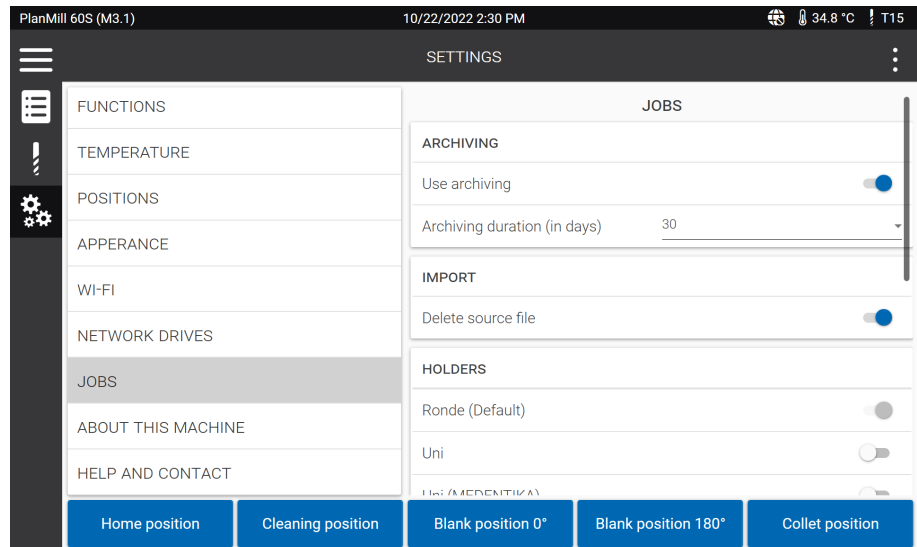 PlanMill 60S (M3.1) 10/22/2022 2:30 PM 34.8 °C T15
SETTINGS
FUNCTIONS
TEMPERATURE
POSITIONS
APPERANCE
WI-FI
NETWORK DRIVES
JOBS
ABOUT THIS MACHINE
HELP AND CONTACT
JOBS
ARCHIVING
Use archiving
Archiving duration (in days) 30
IMPORT
Delete source file
HOLDERS
Ronde (Default)
Uni
Uni (MEDENTIKA)
Home position
Cleaning position
Blank position 0°
Blank position 180°
Collet position